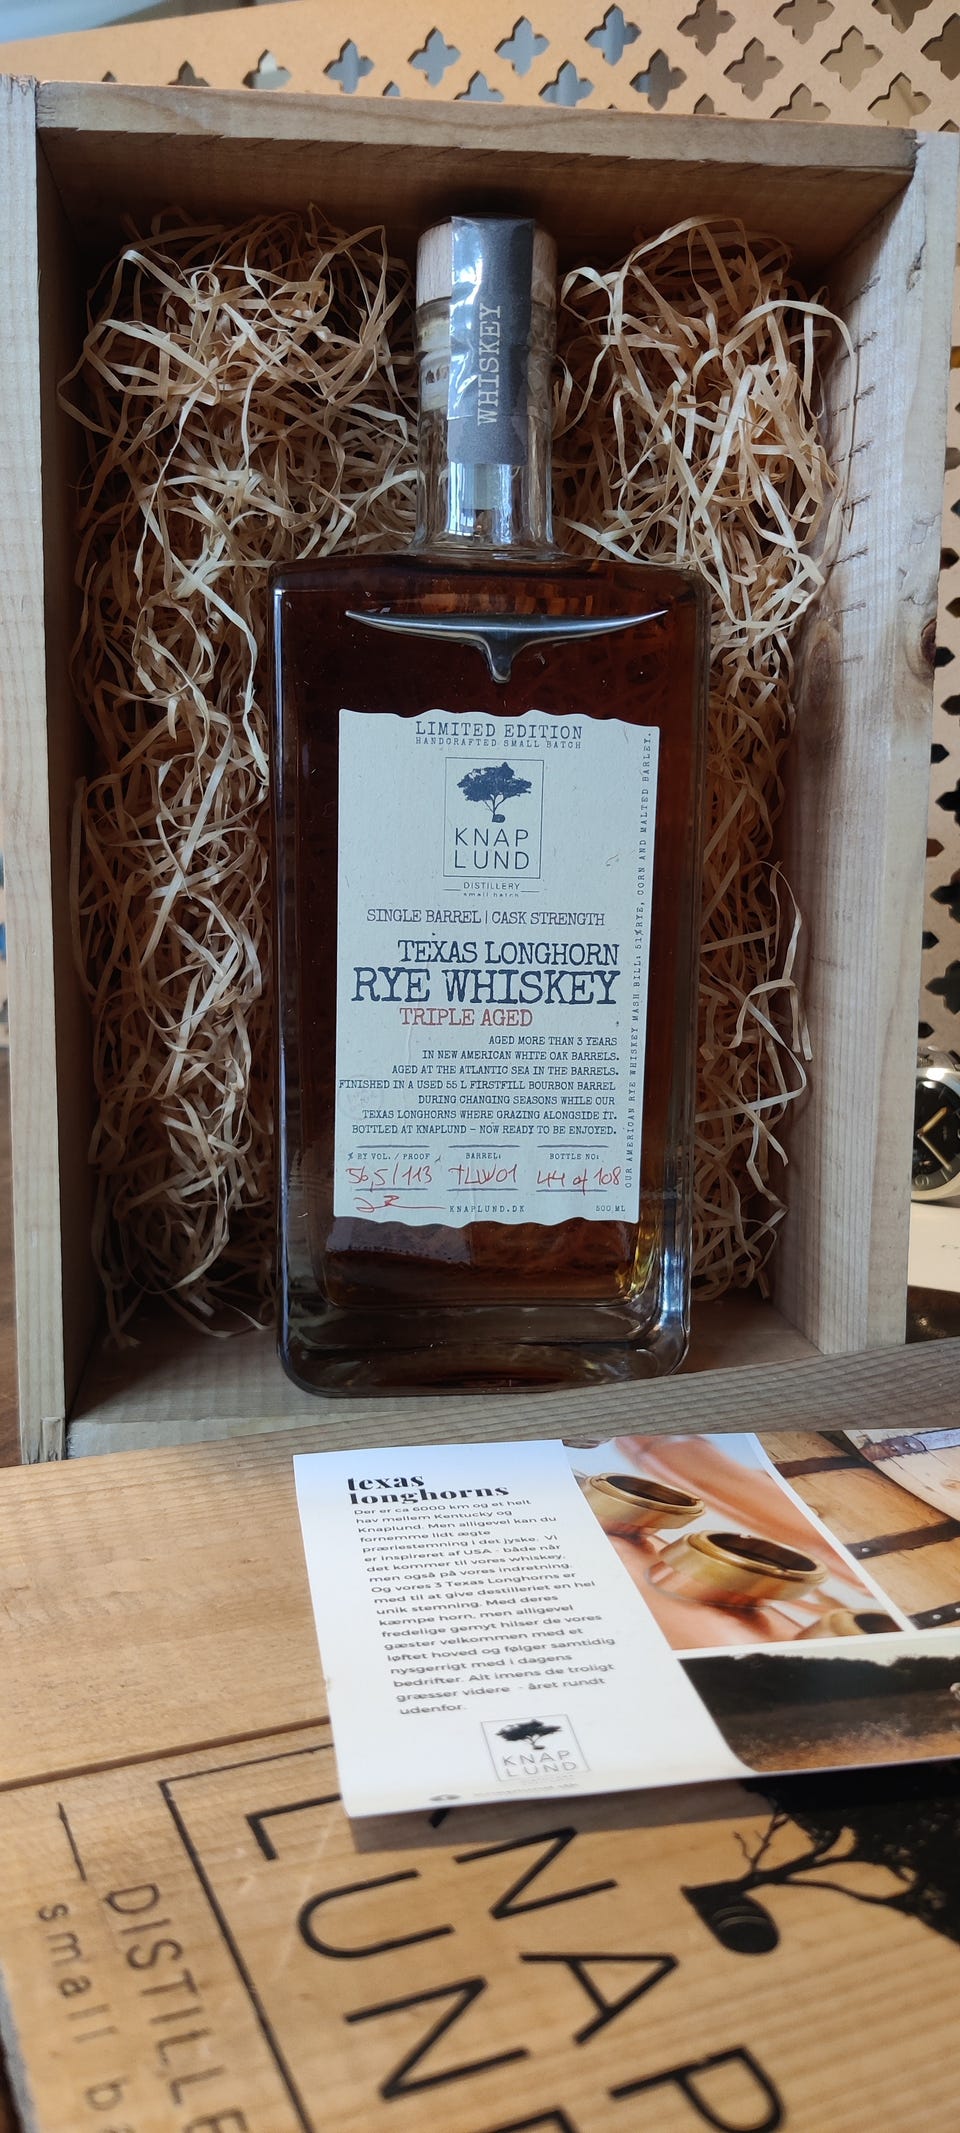 WHISKEY
LIMITED EDITION
HANDCRAFTED SMALL BATCH
KNAP
LUND
DISTILLERY
small batch
SINGLE BARREL | CASK STRENGTH
TEXAS LONGHORN
RYE WHISKEY
TRIPLE AGED
AGED MORE THAN 3 YEARS
IN NEW AMERICAN WHITE OAK BARRELS.
AGED AT THE ATLANTIC SEA IN THE BARRELS.
FINISHED IN A USED 55 L FIRSTFILL BOURBON BARREL
DURING CHANGING SEASONS WHILE OUR
TEXAS LONGHORNS WHERE GRAZING ALONGSIDE IT.
BOTTLED AT KNAPLUND – NOW READY TO BE ENJOYED.
% BY VOL. / PROOF BARREL: BOTTLE NO:
56,5/113 TLW01 44 of 108
KNAPLUND.DK 500 ML
OUR AMERICAN RYE WHISKEY MASH BILL: 51% RYE, CORN AND MALTED BARLEY.
texas
longhorns
Der er ca 6000 km og et helt
hav mellem Kentucky og
Knaplund. Men alligevel kan du
fornemme lidt ægte
præriestemning i det jyske. Vi
er inspireret af USA - både når
det kommer til vores whiskey,
men også på vores indretning.
Og vores 3 Texas Longhorns er
med til at give destilleriet en hel
unik stemning. Med deres
kæmpe horn, men alligevel
fredelige gemyt hilser de vores
gæster velkommen med et
løftet hoved og følger samtidig
nysgerrigt med i dagens
bedrifter. Alt imens de troligt
græsser videre - året rundt
udenfor.
KNAP
LUND
KNAP
LUND
DISTILLE
small ba